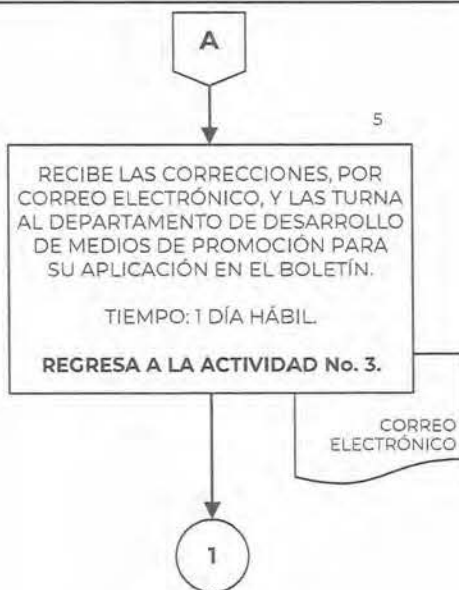 A
5
RECIBE LAS CORRECCIONES, POR
CORREO ELECTRÓNICO, Y LAS TURNA
AL DEPARTAMENTO DE DESARROLLO
DE MEDIOS DE PROMOCIÓN PARA
SU APLICACIÓN EN EL BOLETÍN.
TIEMPO: 1 DÍA HÁBIL.
REGRESA A LA ACTIVIDAD No. 3.
CORREO
ELECTRÓNICO
1